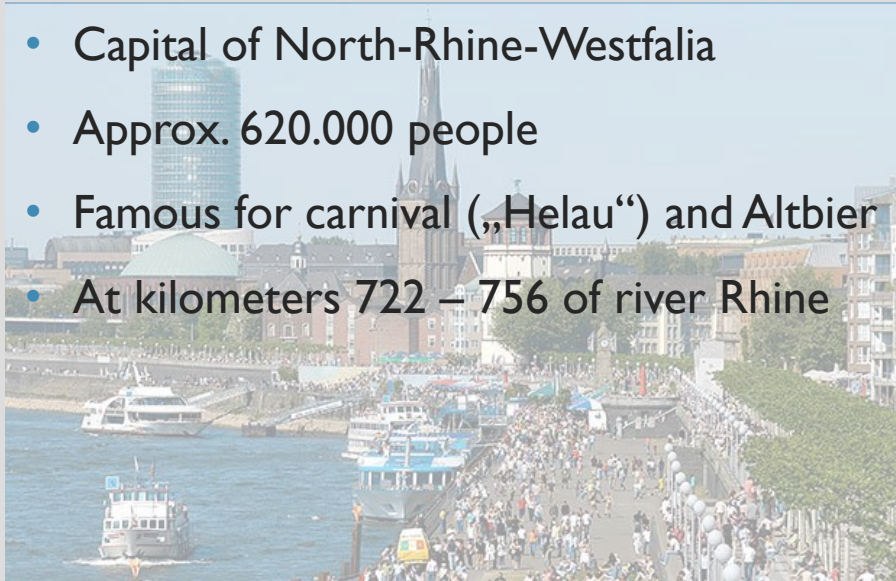 • Capital of North-Rhine-Westfalia
• Approx. 620.000 people
• Famous for carnival („Helau“) and Altbier
• At kilometers 722 – 756 of river Rhine